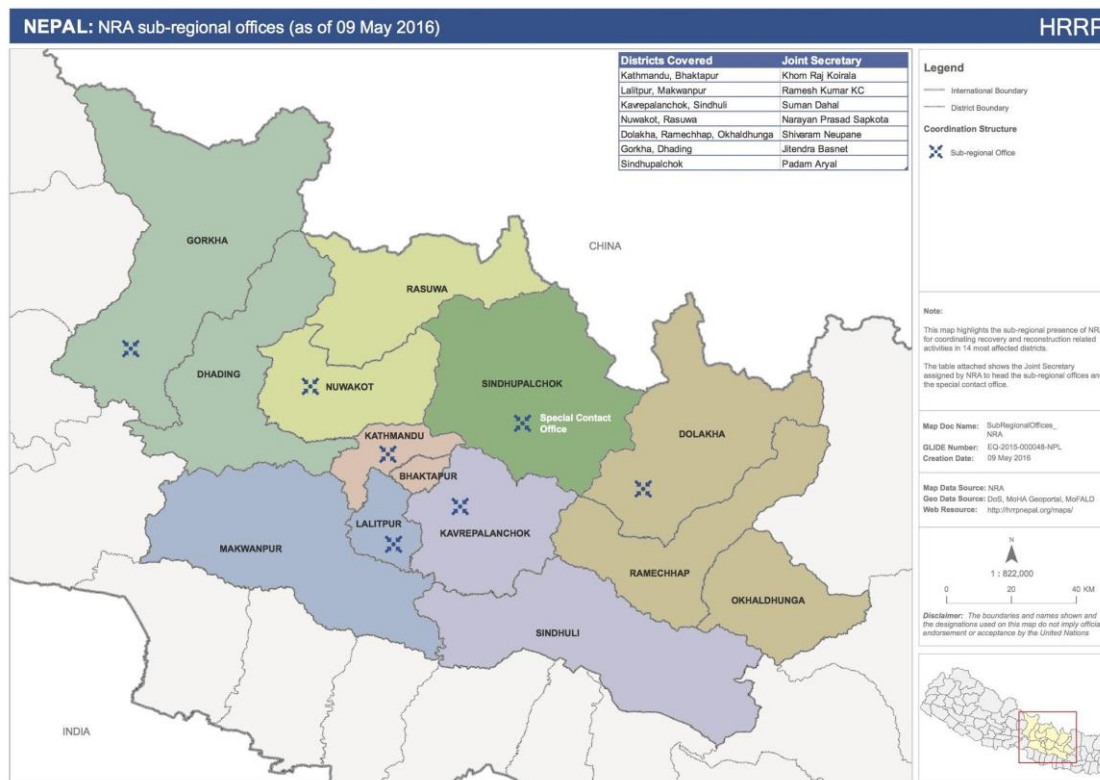 NEPAL: NRA sub-regional offices (as of 09 May 2016)
HRRP
Districts Covered Joint Secretary
Kathmandu, Bhaktapur Khom Raj Koirala
Lalitpur, Makwanpur Ramesh Kumar KC
Kavrepalanchok, Sindhuli Suman Dahal
Nuwakot, Rasuwa Narayan Prasad Sapkota
Dolakha, Ramechhap, Okhaldhunga Shivaram Neupane
Gorkha, Dhading Jitendra Basnet
Sindhupalchok Padam Aryal
GORKHA
CHINA
RASUWA
DHADING
NUWAKOT
SINDHUPALCHOK
Special Contact
Office
KATHMANDU
DOLAKHA
BHAKTAPUR
LALITPUR
KAVREPALANCHOK
MAKWANPUR
RAMECHHAP
OKHALDHUNGA
SINDHULI
INDIA
Legend
International Boundary
District Boundary
Coordination Structure
Sub-regional Office
Note:
This map highlights the sub-regional presence of NRA
for coordinating recovery and reconstruction related
activities in 14 most affected districts.
The table attached shows the Joint Secretary
assigned by NRA to head the sub-regional offices and
the special contact office.
Map Doc Name: SubRegionalOffices_
NRA
GLIDE Number: EQ-2015-000048-NPL
Creation Date: 09 May 2016
Map Data Source: NRA
Geo Data Source: DoS, MoHA Geoportal, MoFALD
Web Resource: http://hrrpnepal.org/maps/
N
1 : 822,000
0 20 40 KM
Disclaimer: The boundaries and names shown and
the designations used on this map do not imply official
endorsement or acceptance by the United Nations